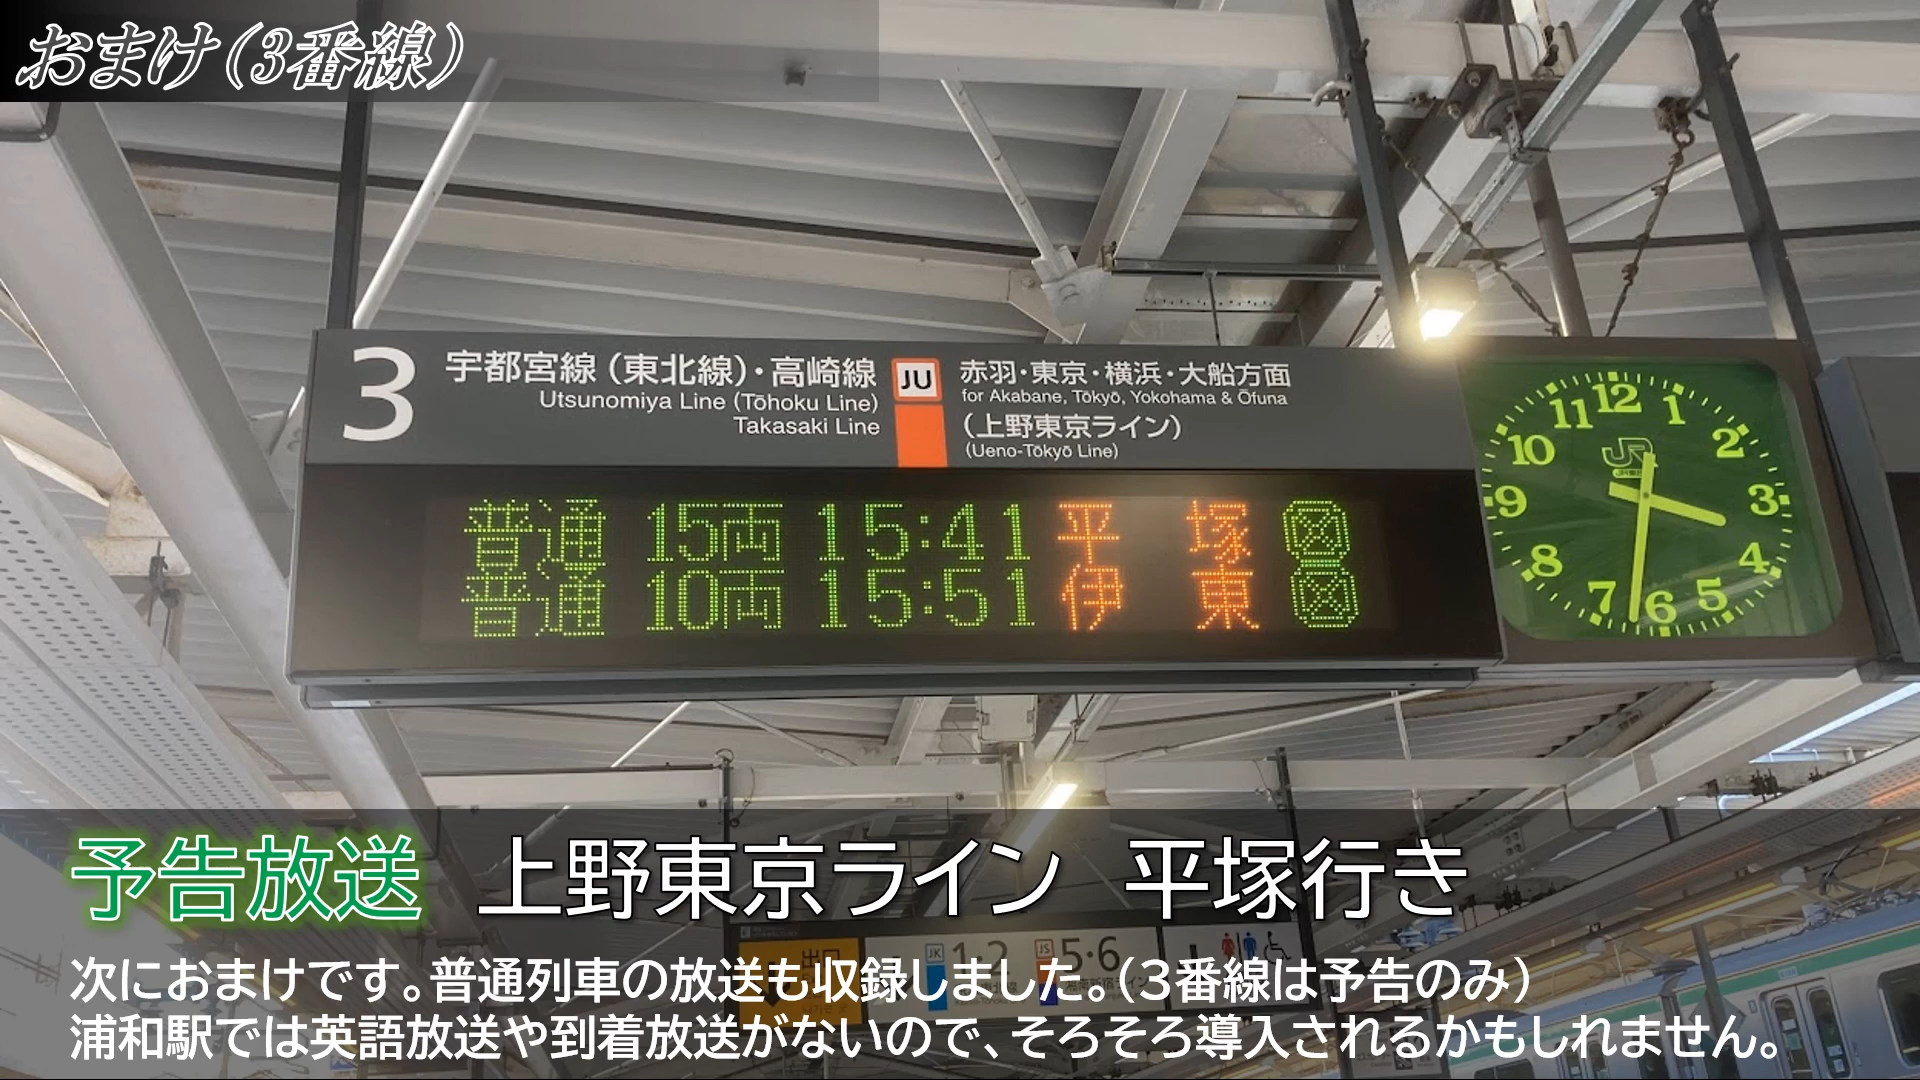 おまけ（3番線）
3
宇都宮線（東北線）・高崎線
Utsunomiya Line (Tōhoku Line)
Takasaki Line
JU
赤羽・東京・横浜・大船方面
for Akabane, Tōkyō, Yokohama & Ōfuna
（上野東京ライン）
(Ueno-Tōkyō Line)
普通 15両 15:41 平塚
普通 10両 15:51 伊東
12
1
2
3
4
5
6
7
8
9
10
11
JR
予告放送 上野東京ライン 平塚行き
出口
JK 1・2
JS 5・6
次におまけです。普通列車の放送も収録しました。（３番線は予告のみ）
浦和駅では英語放送や到着放送がないので、そろそろ導入されるかもしれません。